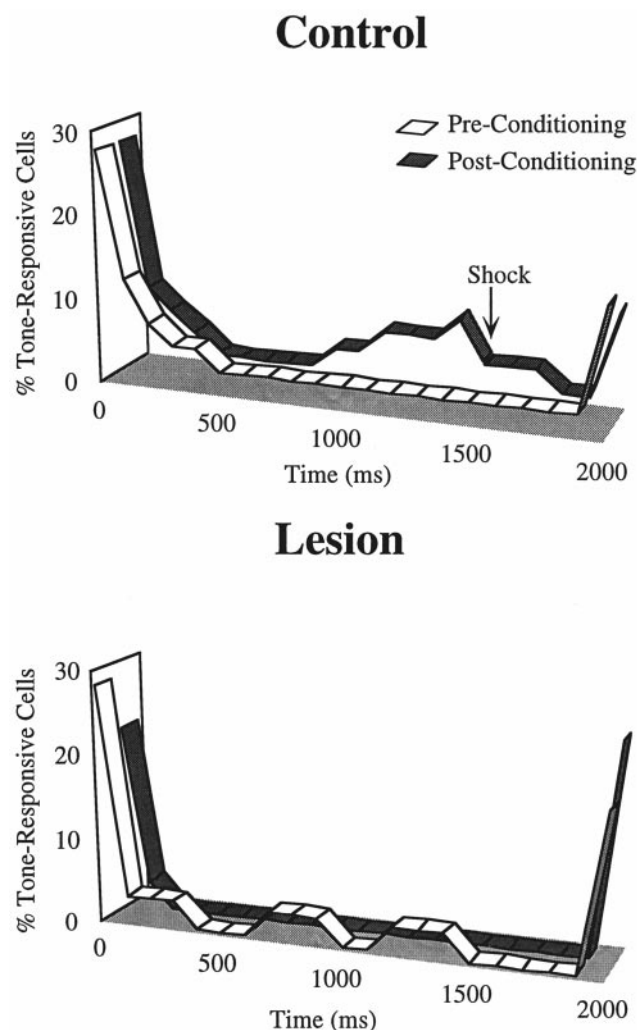 Control
Pre-Conditioning
Post-Conditioning
% Tone-Responsive Cells
30
20
10
0
Shock
0
500
1000
1500
2000
Time (ms)
Lesion
% Tone-Responsive Cells
30
20
10
0
0
500
1000
1500
2000
Time (ms)